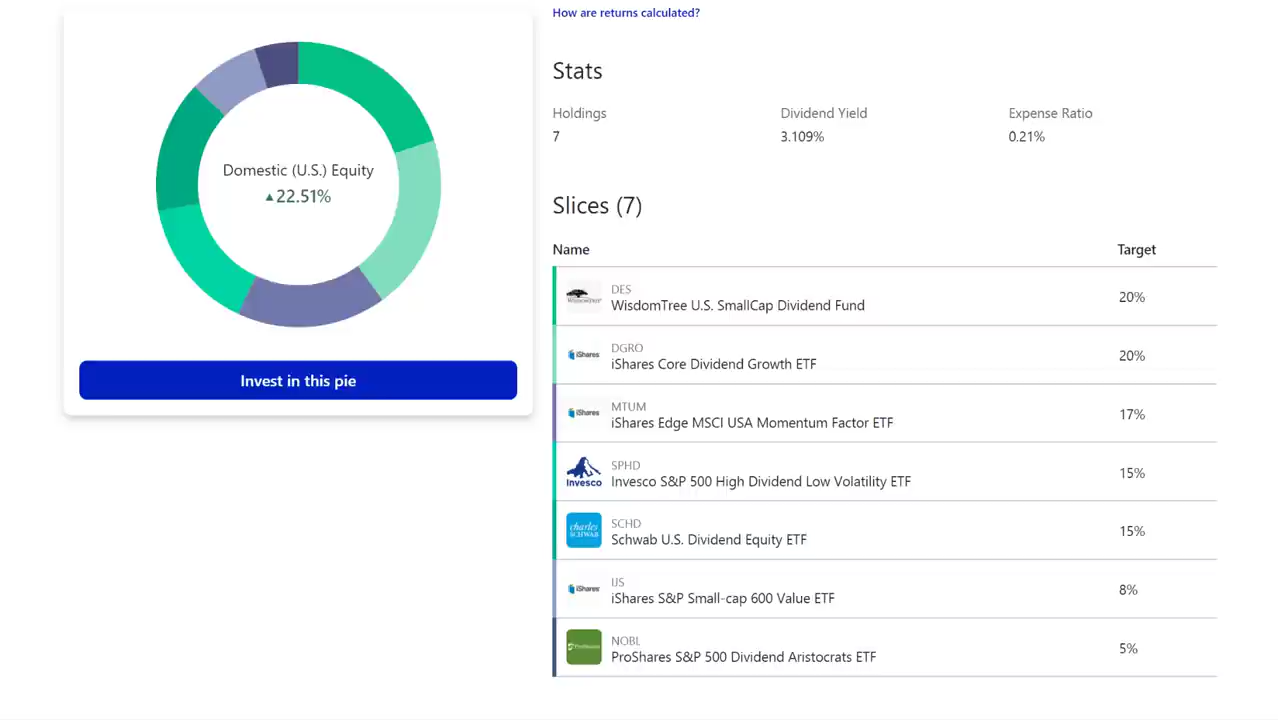 How are returns calculated?
Domestic (U.S.) Equity
▲22.51%
Invest in this pie
Stats
Holdings
Dividend Yield
Expense Ratio
7
3.109%
0.21%
Slices (7)
Name
Target
WISDOMTREE
DES
WisdomTree U.S. SmallCap Dividend Fund
20%
iShares
DGRO
iShares Core Dividend Growth ETF
20%
iShares
MTUM
iShares Edge MSCI USA Momentum Factor ETF
17%
Invesco
SPHD
Invesco S&P 500 High Dividend Low Volatility ETF
15%
charles
SCHWAB
SCHD
Schwab U.S. Dividend Equity ETF
15%
iShares
IJS
iShares S&P Small-cap 600 Value ETF
8%
ProShares
NOBL
ProShares S&P 500 Dividend Aristocrats ETF
5%